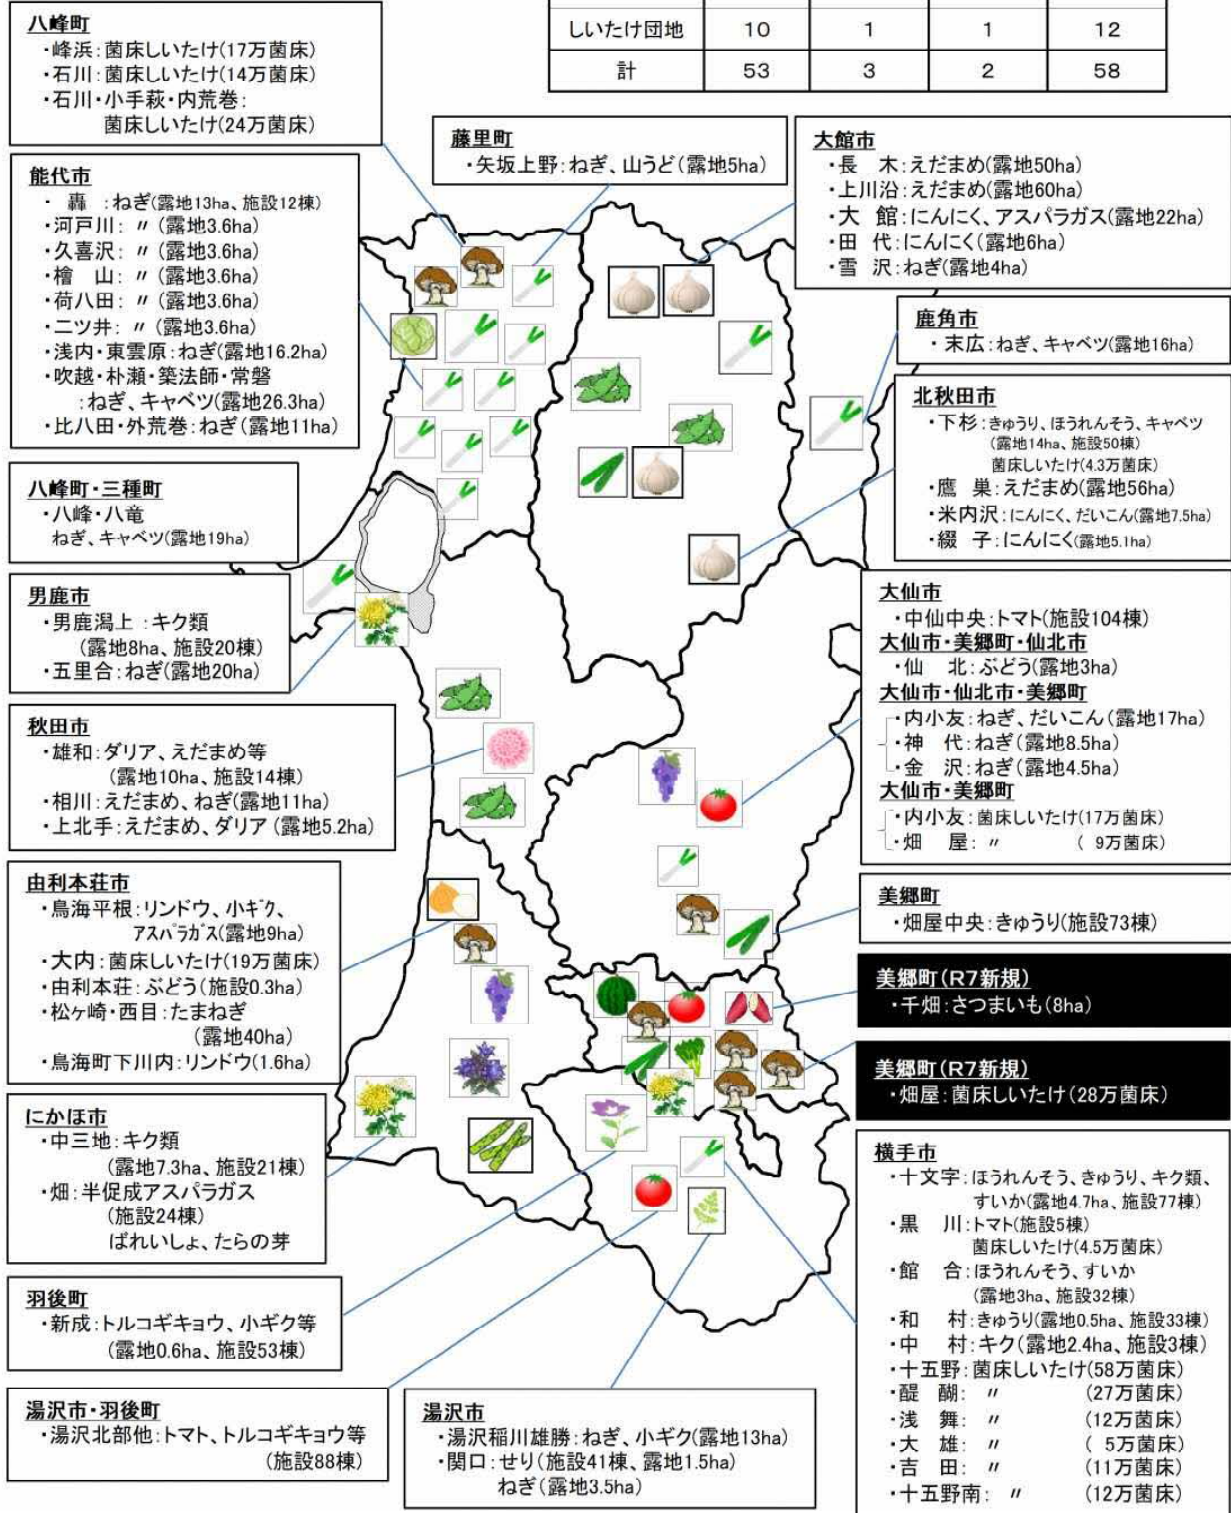 しいたけ団地 10 1 1 12
計 53 3 2 58
八峰町
・峰浜：菌床しいたけ(17万菌床)
・石川：菌床しいたけ(14万菌床)
・石川・小手萩・内荒巻：
菌床しいたけ(24万菌床)
藤里町
・矢坂上野：ねぎ、山うど(露地5ha)
大館市
・長　木：えだまめ(露地50ha)
・上川沿：えだまめ(露地60ha)
・大　館：にんにく、アスパラガス(露地22ha)
・田　代：にんにく(露地6ha)
・雪　沢：ねぎ(露地4ha)
能代市
・　轟　：ねぎ(露地13ha、施設12棟)
・河戸川：　〃　(露地3.6ha)
・久喜沢：　〃　(露地3.6ha)
・檜　山：　〃　(露地3.6ha)
・荷八田：　〃　(露地3.6ha)
・二ツ井：　〃　(露地3.6ha)
・浅内・東雲原：ねぎ(露地16.2ha)
・吹越・朴瀬・築法師・常磐
：ねぎ、キャベツ(露地26.3ha)
・比八田・外荒巻：ねぎ(露地11ha)
鹿角市
・末広：ねぎ、キャベツ(露地16ha)
北秋田市
・下杉：きゅうり、ほうれんそう、キャベツ
(露地14ha、施設50棟)
菌床しいたけ(4.3万菌床)
・鷹　巣：えだまめ(露地56ha)
・米内沢：にんにく、だいこん(露地7.5ha)
・綴　子：にんにく(露地5.1ha)
八峰町・三種町
・八峰・八竜
ねぎ、キャベツ(露地19ha)
男鹿市
・男鹿潟上　：キク類
(露地8ha、施設20棟)
・五里合：ねぎ(露地20ha)
大仙市
・中仙中央：トマト(施設104棟)
大仙市・美郷町・仙北市
・仙　北：ぶどう(露地3ha)
大仙市・仙北市・美郷町
・内小友：ねぎ、だいこん(露地17ha)
・神　代：ねぎ(露地8.5ha)
・金　沢：ねぎ(露地4.5ha)
大仙市・美郷町
・内小友：菌床しいたけ(17万菌床)
・畑　屋：　〃　(　9万菌床)
秋田市
・雄和：ダリア、えだまめ等
(露地10ha、施設14棟)
・相川：えだまめ、ねぎ(露地11ha)
・上北手：えだまめ、ダリア(露地5.2ha)
由利本荘市
・鳥海平根：リンドウ、小ギク、
アスパラガス(露地9ha)
・大内：菌床しいたけ(19万菌床)
・由利本荘：ぶどう(施設0.3ha)
・松ヶ崎・西目：たまねぎ
(露地40ha)
・鳥海町下川内：リンドウ(1.6ha)
美郷町
・畑屋中央：きゅうり(施設73棟)
美郷町(R7新規)
・千畑：さつまいも(8ha)
美郷町(R7新規)
・畑屋：菌床しいたけ(28万菌床)
にかほ市
・中三地：キク類
(露地7.3ha、施設21棟)
・畑：半促成アスパラガス
(施設24棟)
ばれいしょ、たらの芽
横手市
・十文字：ほうれんそう、きゅうり、キク類、
すいか(露地4.7ha、施設77棟)
・黒　川：トマト(施設5棟)
菌床しいたけ(4.5万菌床)
・館　合：ほうれんそう、すいか
(露地3ha、施設32棟)
・和　村：きゅうり(露地0.5ha、施設33棟)
・中　村：キク(露地2.4ha、施設3棟)
・十五野：菌床しいたけ(58万菌床)
・醍　醐：　〃　(27万菌床)
・浅　舞：　〃　(12万菌床)
・大　雄：　〃　(　5万菌床)
・吉　田：　〃　(11万菌床)
・十五野南：　〃　(12万菌床)
羽後町
・新成：トルコギキョウ、小ギク等
(露地0.6ha、施設53棟)
湯沢市・羽後町
・湯沢北部他：トマト、トルコギキョウ等
(施設88棟)
湯沢市
・湯沢稲川雄勝：ねぎ、小ギク(露地13ha)
・関口：せり(施設41棟、露地1.5ha)
ねぎ(露地3.5ha)